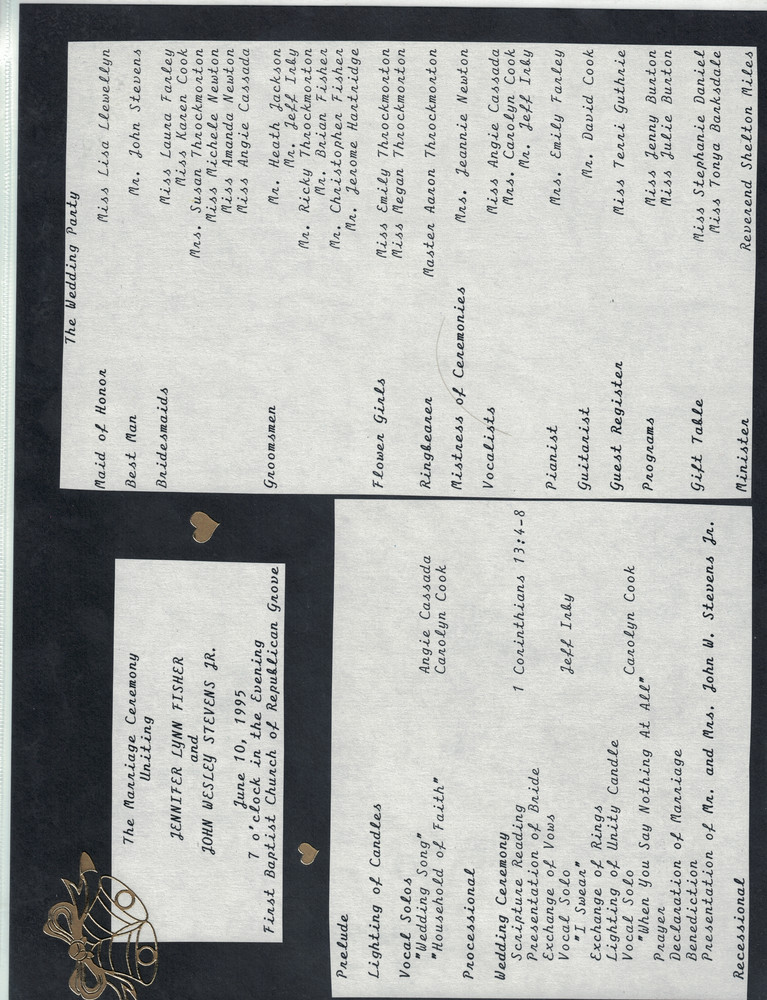 The Marriage Ceremony
Uniting
JENNIFER LYNN FISHER
and
JOHN WESLEY STEVENS JR.
June 10, 1995
7 o'clock in the Evening
First Baptist Church of Republican Grove
Prelude
Lighting of Candles
Vocal Solos
"Wedding Song" Angie Cassada
"Household of Faith" Carolyn Cook
Processional
Wedding Ceremony
Scripture Reading 1 Corinthians 13:4-8
Presentation of Bride
Exchange of Vows
Vocal Solo Jeff Irby
"I Swear"
Exchange of Rings
Lighting of Unity Candle
Vocal Solo Carolyn Cook
"When You Say Nothing At All"
Prayer
Declaration of Marriage
Benediction
Presentation of Mr. and Mrs. John W. Stevens Jr.
Recessional
The Wedding Party
Maid of Honor Miss Lisa Llewellyn
Best Man Mr. John Stevens
Bridesmaids Miss Laura Farley
Miss Karen Cook
Mrs. Susan Throckmorton
Miss Michele Newton
Miss Amanda Newton
Miss Angie Cassada
Groomsmen Mr. Heath Jackson
Mr. Jeff Irby
Mr. Ricky Throckmorton
Mr. Brian Fisher
Mr. Christopher Fisher
Mr. Jerome Hartridge
Flower Girls Miss Emily Throckmorton
Miss Megan Throckmorton
Ringbearer Master Aaron Throckmorton
Mistress of Ceremonies Mrs. Jeannie Newton
Vocalists Miss Angie Cassada
Mrs. Carolyn Cook
Mr. Jeff Irby
Pianist Mrs. Emily Farley
Guitarist Mr. David Cook
Guest Register Miss Terri Guthrie
Programs Miss Jenny Burton
Miss Julie Burton
Gift Table Miss Stephanie Daniel
Miss Tonya Barksdale
Minister Reverend Shelton Miles